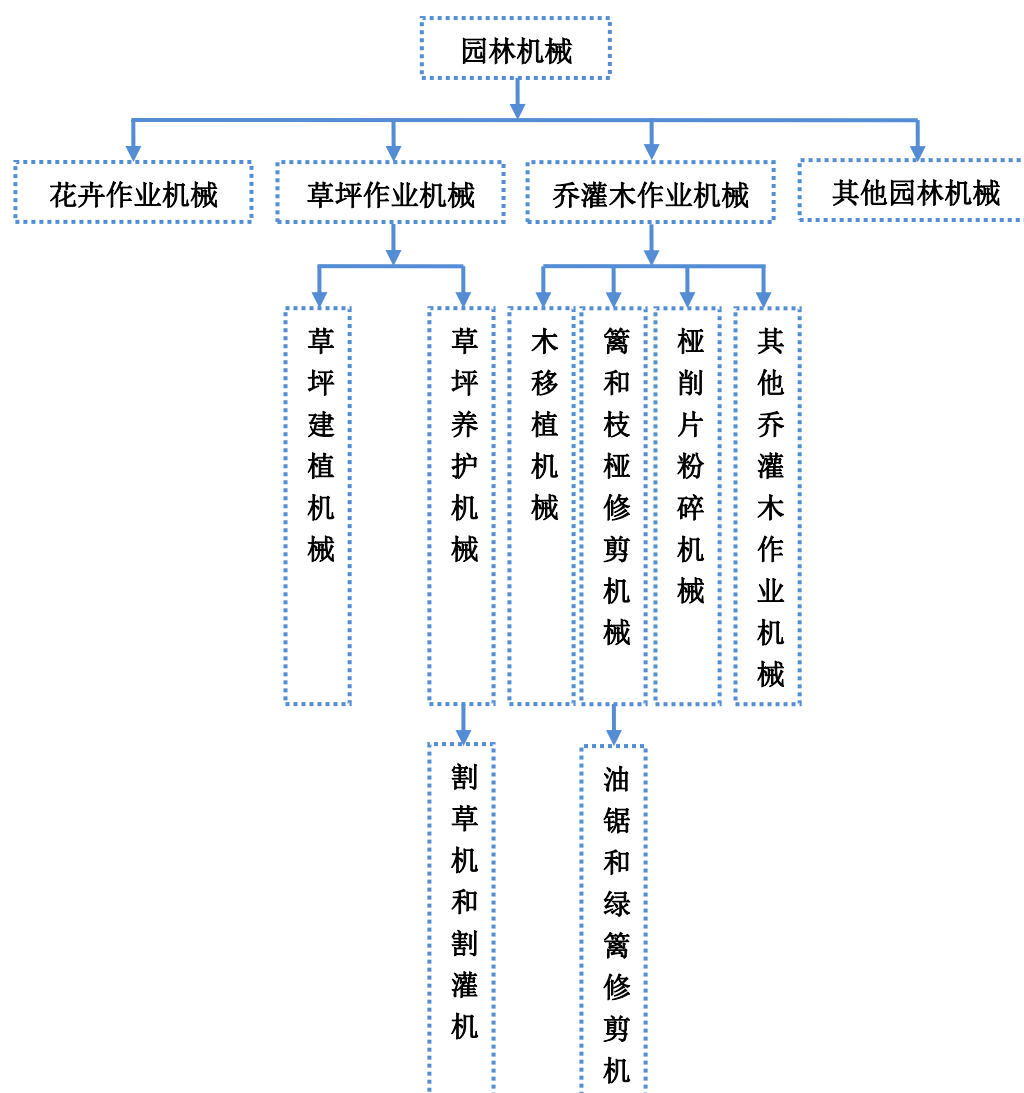 园林机械
花卉作业机械
草坪作业机械
乔灌木作业机械
其他园林机械
草坪建植机械
草坪养护机械
木移植机械
篱和枝桠修剪机械
桠削片粉碎机械
其他乔灌木作业机械
割草机和割灌机
油锯和绿篱修剪机